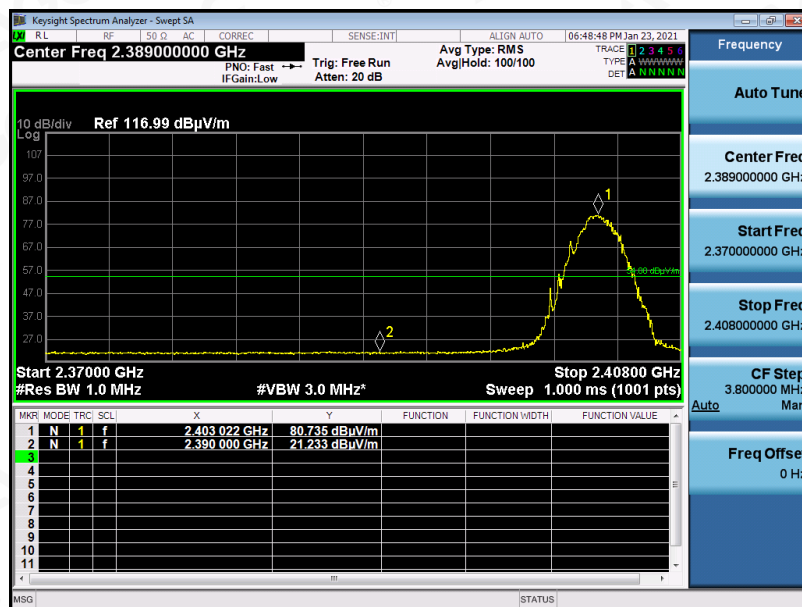 Keysight Spectrum Analyzer - Swept SA
LXI RL RF 50 Ω AC CORREC SENSE:INT ALIGN AUTO 06:48:48 PM Jan 23, 2021
Center Freq 2.389000000 GHz
PNO: Fast
IFGain:Low
Trig: Free Run
Atten: 20 dB
Avg Type: RMS
Avg|Hold: 100/100
TRACE 1 2 3 4 5 6
TYPE A WWWWW
DET A N N N N N
10 dB/div Ref 116.99 dBµV/m
Log
107
97.0
87.0
77.0
67.0
57.0
47.0
37.0
27.0
1
2
Start 2.37000 GHz Stop 2.40800 GHz
#Res BW 1.0 MHz #VBW 3.0 MHz* Sweep 1.000 ms (1001 pts)
MKR MODE TRC SCL X Y FUNCTION FUNCTION WIDTH FUNCTION VALUE
1 N 1 f 2.403 022 GHz 80.735 dBµV/m
2 N 1 f 2.390 000 GHz 21.233 dBµV/m
3
4
5
6
7
8
9
10
11
MSG STATUS
Frequency
Auto Tune
Center Freq
2.389000000 GHz
Start Freq
2.370000000 GHz
Stop Freq
2.408000000 GHz
CF Step
3.800000 MHz
Auto Man
Freq Offset
0 Hz